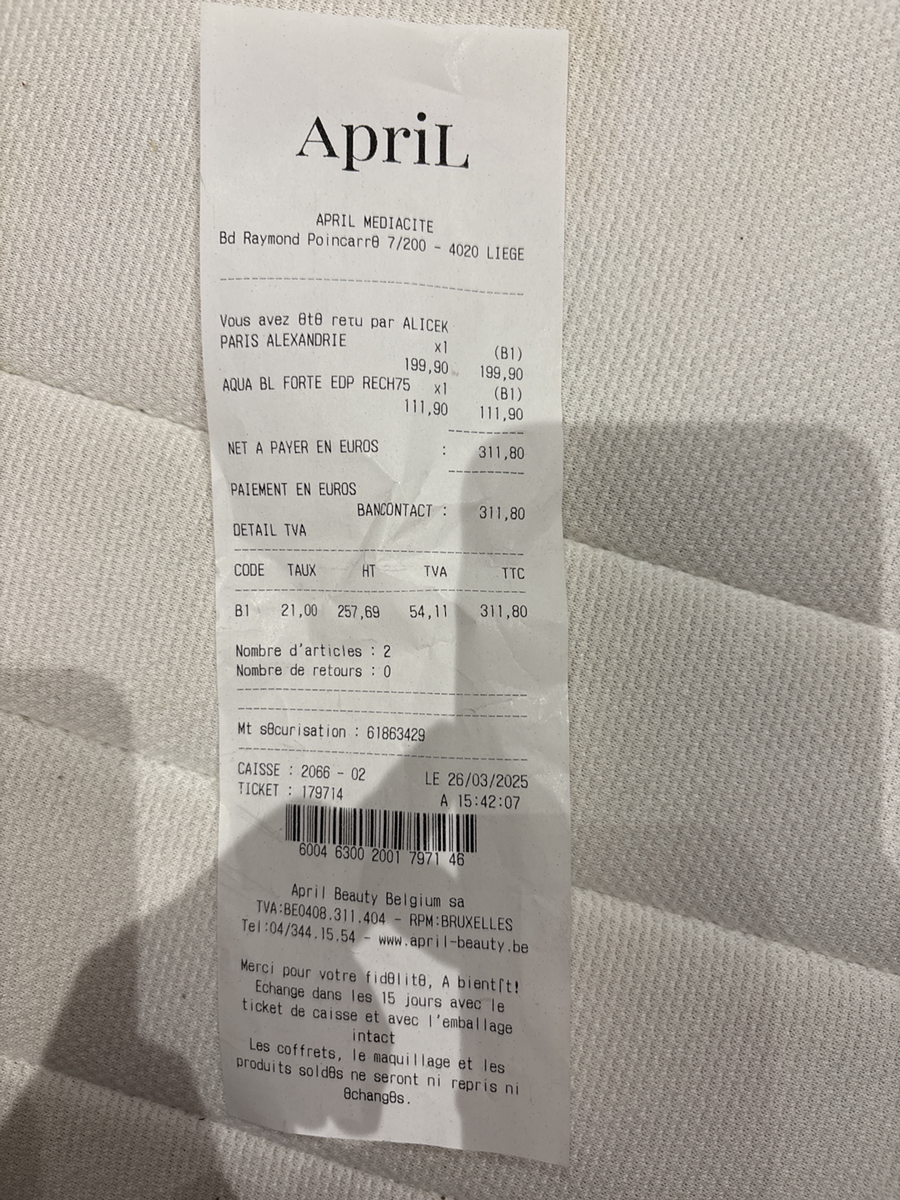 ApriL
APRIL MEDIACITE
Bd Raymond Poincarrθ 7/200 - 4020 LIEGE
Vous avez θtθ reτu par ALICEK
PARIS ALEXANDRIE x1 (B1)
199,90 199,90
AQUA BL FORTE EDP RECH75 x1 (B1)
111,90 111,90
NET A PAYER EN EUROS : 311,80
PAIEMENT EN EUROS
BANCONTACT : 311,80
DETAIL TVA
CODE TAUX HT TVA TTC
B1 21,00 257,69 54,11 311,80
Nombre d'articles : 2
Nombre de retours : 0
Mt sθcurisation : 61863429
CAISSE : 2066 - 02 LE 26/03/2025
TICKET : 179714 A 15:42:07
6004 6300 2001 7971 46
April Beauty Belgium sa
TVA:BE0408.311.404 - RPM:BRUXELLES
Tel:04/344.15.54 - www.april-beauty.be
Merci pour votre fidθlitθ, A bient⌠t!
Echange dans les 15 jours avec le
ticket de caisse et avec l'emballage
intact
Les coffrets, le maquillage et les
produits soldθs ne seront ni repris ni
θchangθs.